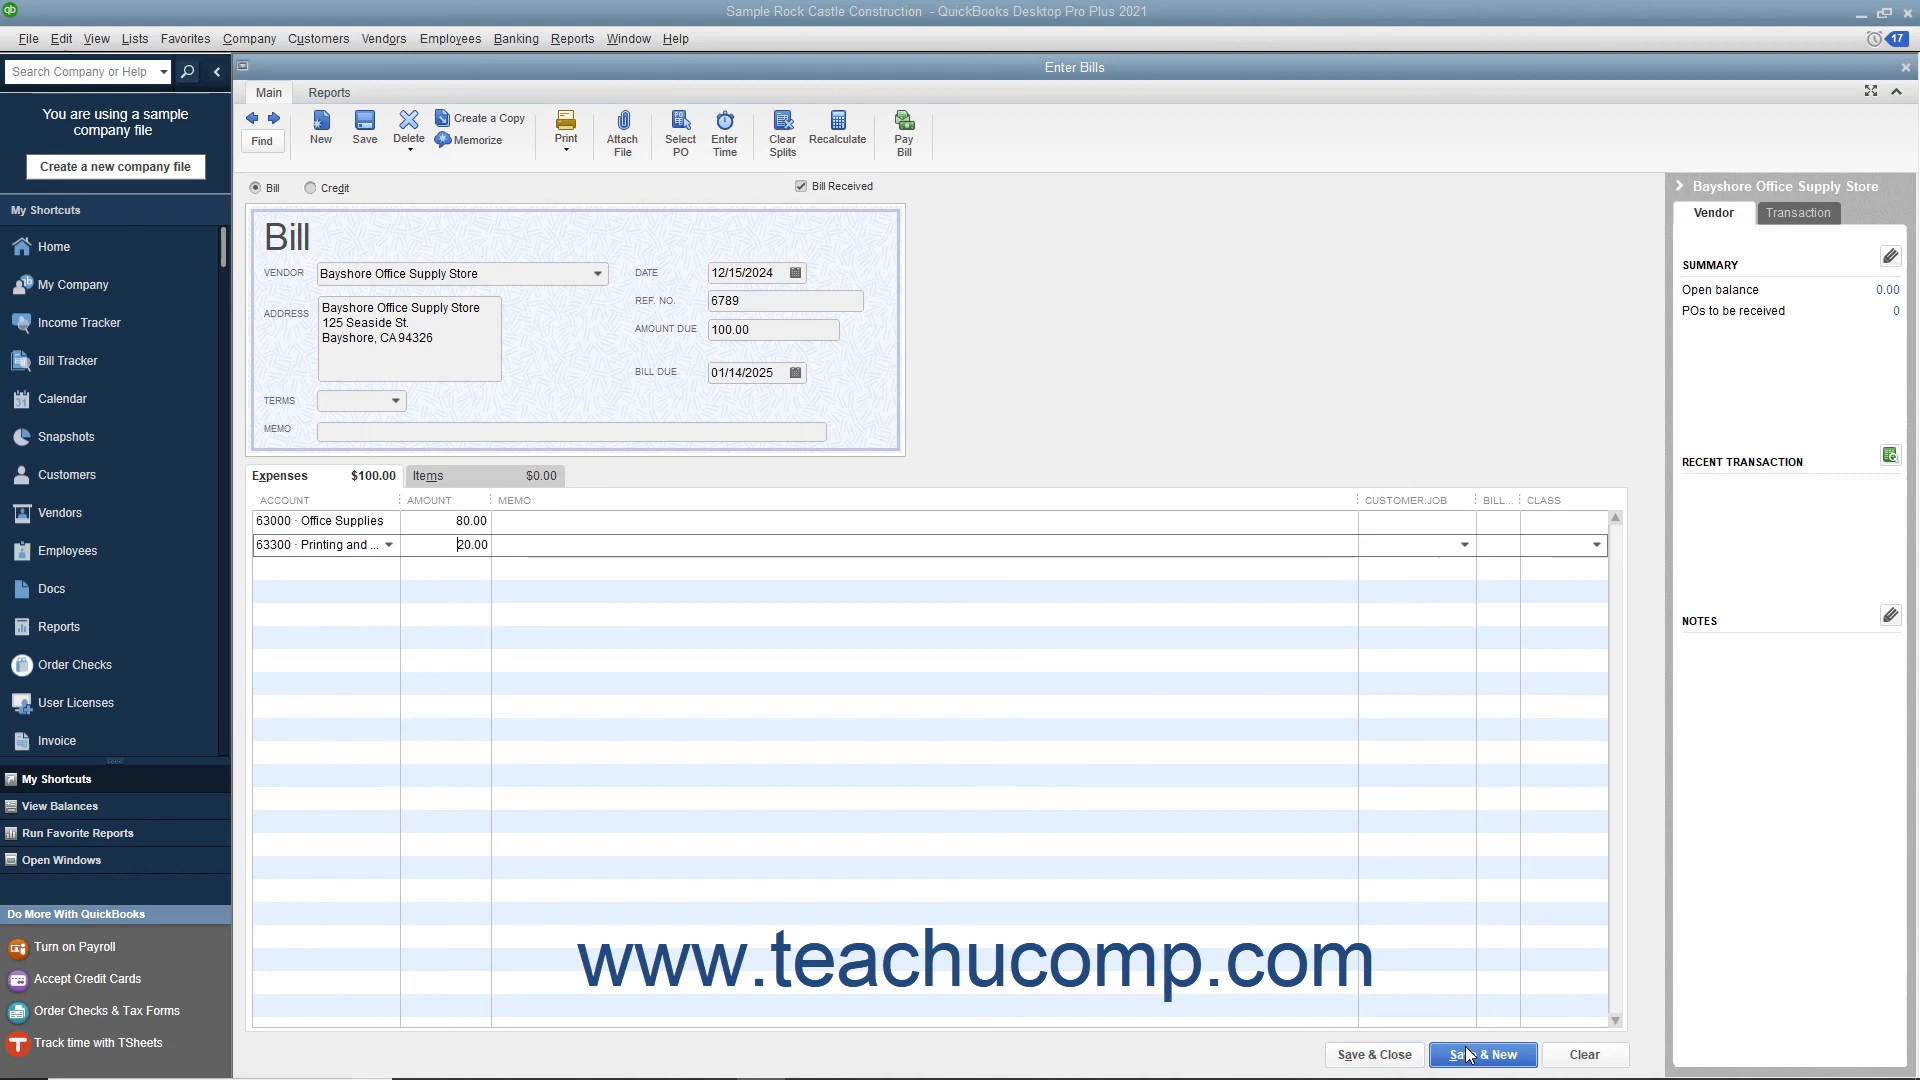 Sample Rock Castle Construction - QuickBooks Desktop Pro Plus 2021
File Edit View Lists Favorites Company Customers Vendors Employees Banking Reports Window Help
17
Search Company or Help
Enter Bills
You are using a sample
company file
Create a new company file
My Shortcuts
Home
My Company
Income Tracker
Bill Tracker
31
Calendar
Snapshots
Customers
Vendors
Employees
Docs
Reports
Order Checks
User Licenses
Invoice
My Shortcuts
View Balances
Run Favorite Reports
Open Windows
Do More With QuickBooks
Turn on Payroll
Accept Credit Cards
Order Checks & Tax Forms
Track time with TSheets
Main Reports
Find
New
Save
Delete
Create a Copy
Memorize
Print
Attach
File
PO
Select
PO
Enter
Time
Clear
Splits
Recalculate
Pay
Bill
Bill Credit Bill Received
Bill
VENDOR Bayshore Office Supply Store
ADDRESS
Bayshore Office Supply Store
125 Seaside St.
Bayshore, CA 94326
TERMS
MEMO
DATE 12/15/2024
REF. NO. 6789
AMOUNT DUE 100.00
BILL DUE 01/14/2025
Expenses $100.00 Items $0.00
ACCOUNT AMOUNT MEMO CUSTOMER:JOB BILL... CLASS
63000 · Office Supplies 80.00
63300 · Printing and ... 20.00
www.teachucomp.com
Save & Close Save & New Clear
Bayshore Office Supply Store
Vendor Transaction
SUMMARY
Open balance 0.00
POs to be received 0
RECENT TRANSACTION
NOTES